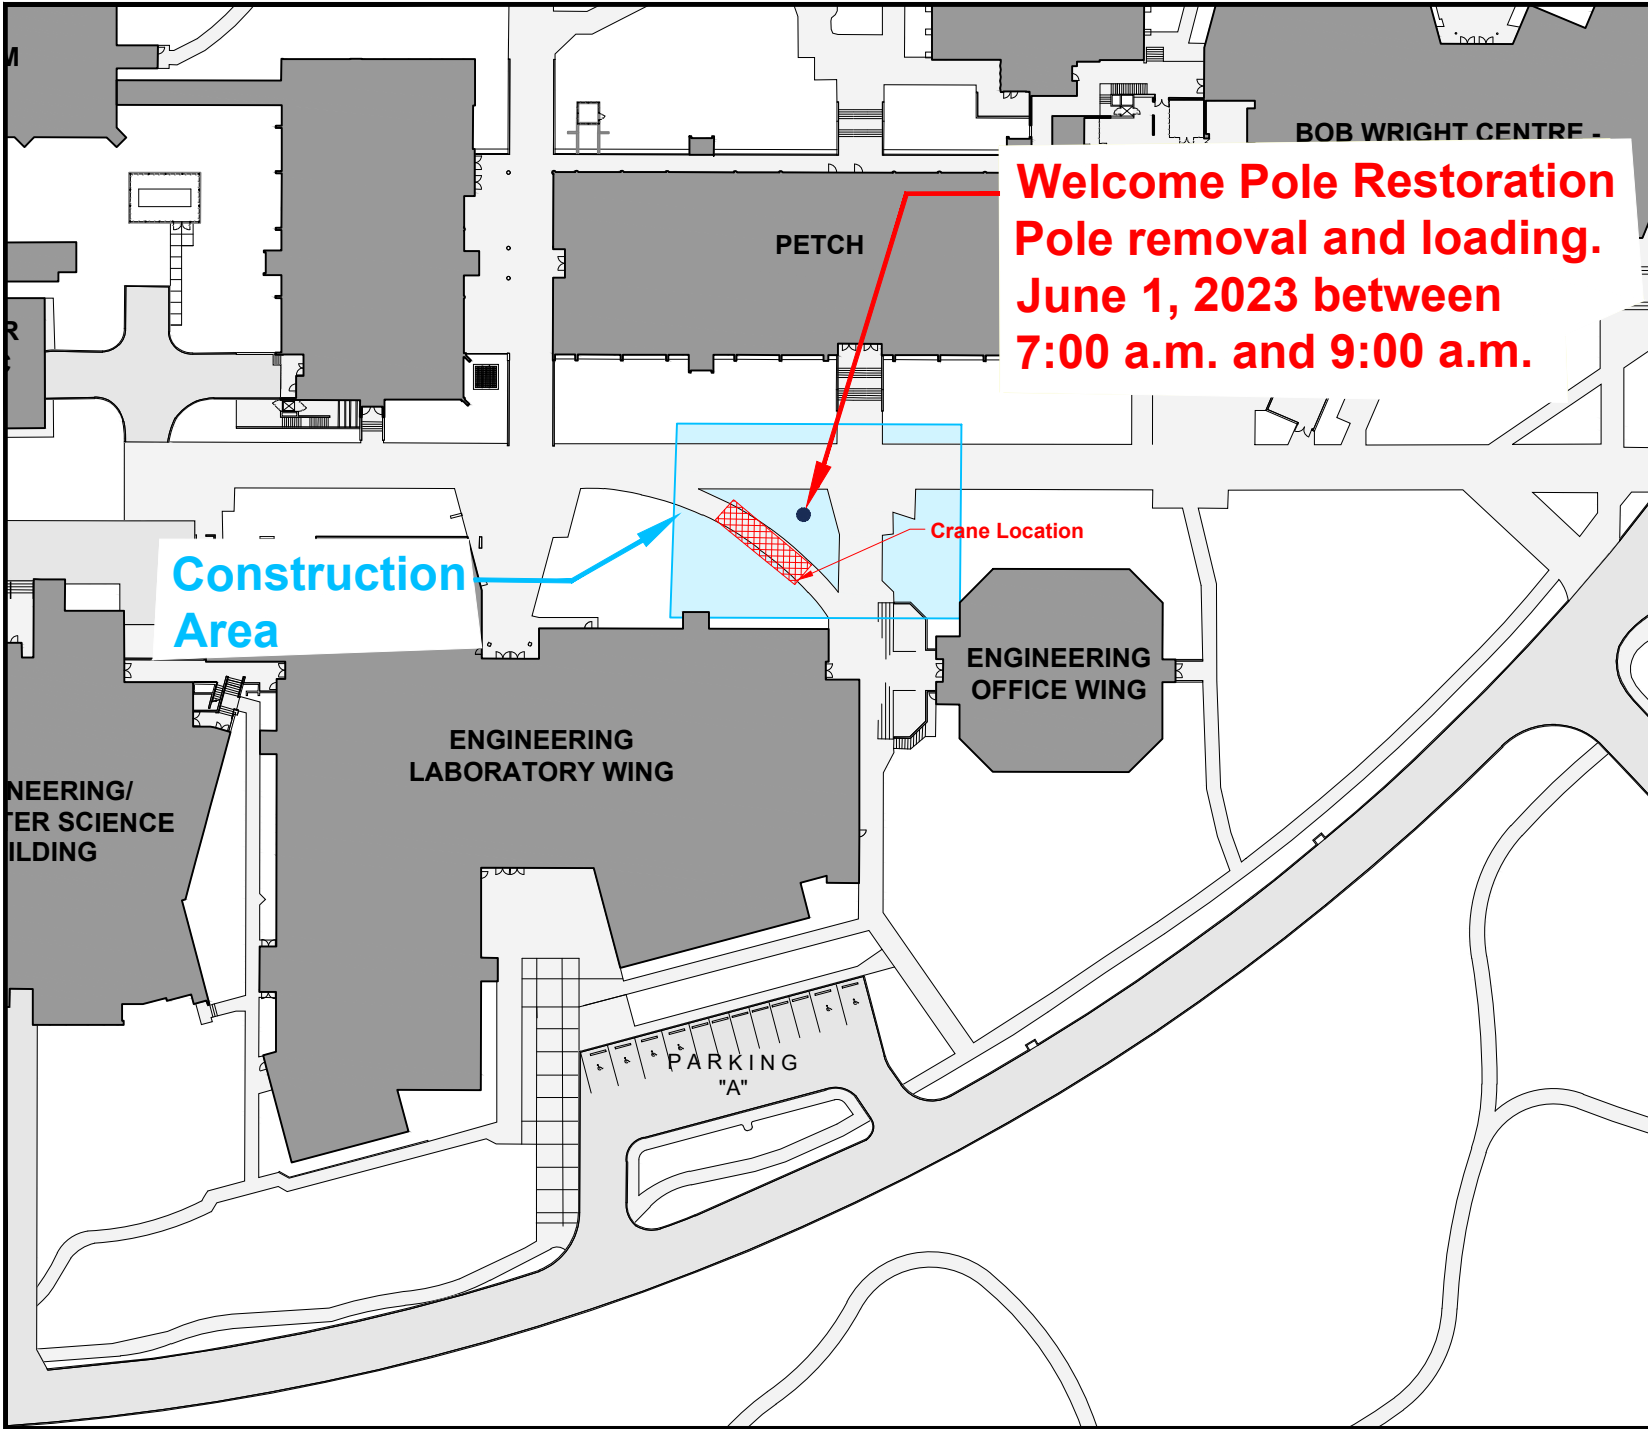 M
BOB WRIGHT CENTRE -
Welcome Pole Restoration
Pole removal and loading.
June 1, 2023 between
7:00 a.m. and 9:00 a.m.
PETCH
R
Crane Location
Construction
Area
ENGINEERING
OFFICE WING
ENGINEERING
LABORATORY WING
NEERING/
TER SCIENCE
ILDING
PARKING
"A"